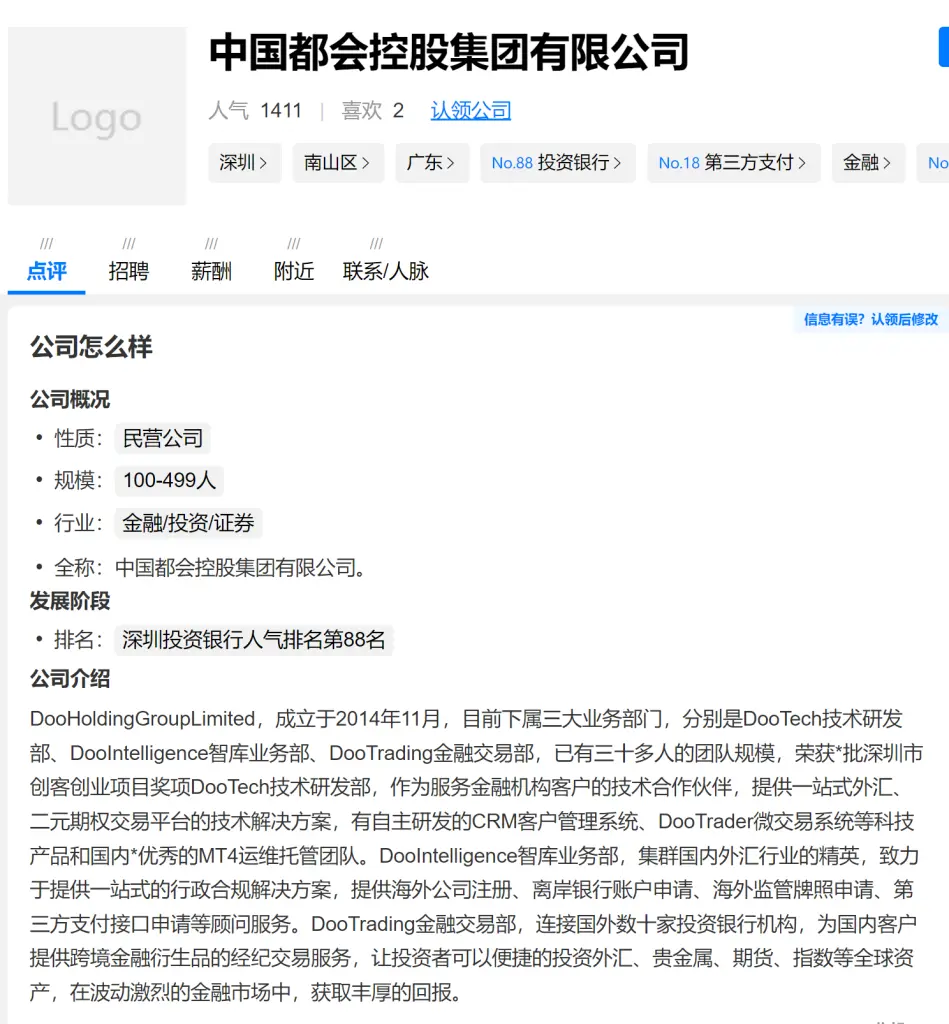 中国都会控股集团有限公司
Logo
人气 1411 | 喜欢 2 认领公司
深圳> 南山区> 广东> No.88 投资银行> No.18 第三方支付> 金融> No
/// /// /// /// ///
点评 招聘 薪酬 附近 联系/人脉
信息有误？认领后修改
公司怎么样
公司概况
• 性质： 民营公司
• 规模： 100-499人
• 行业： 金融/投资/证券
• 全称：中国都会控股集团有限公司。
发展阶段
• 排名： 深圳投资银行人气排名第88名
公司介绍
DooHoldingGroupLimited，成立于2014年11月，目前下属三大业务部门，分别是DooTech技术研发
部、DooIntelligence智库业务部、DooTrading金融交易部，已有三十多人的团队规模，荣获*批深圳市
创客创业项目奖项DooTech技术研发部，作为服务金融机构客户的技术合作伙伴，提供一站式外汇、
二元期权交易平台的技术解决方案，有自主研发的CRM客户管理系统、DooTrader微交易系统等科技
产品和国内*优秀的MT4运维托管团队。DooIntelligence智库业务部，集群国内外汇行业的精英，致力
于提供一站式的行政合规解决方案，提供海外公司注册、离岸银行账户申请、海外监管牌照申请、第
三方支付接口申请等顾问服务。DooTrading金融交易部，连接国外数十家投资银行机构，为国内客户
提供跨境金融衍生品的经纪交易服务，让投资者可以便捷的投资外汇、贵金属、期货、指数等全球资
产，在波动激烈的金融市场中，获取丰厚的回报。